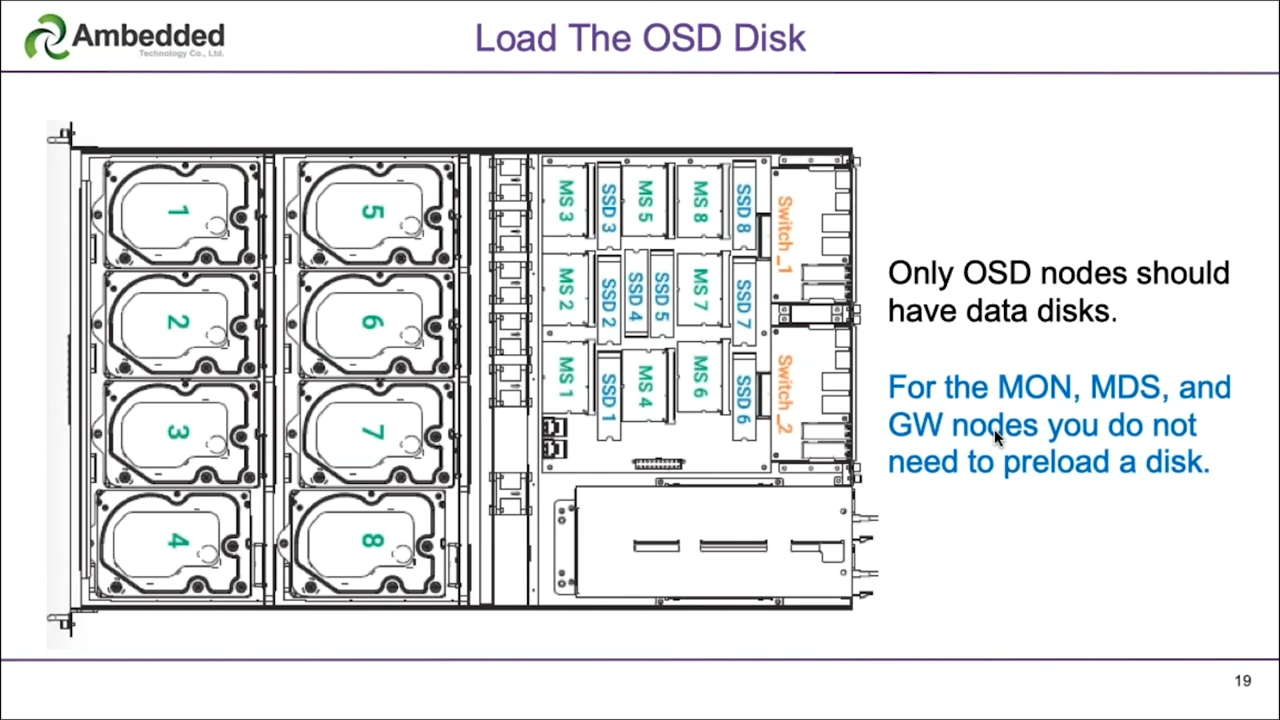 Ambedded
Technology Co., Ltd.
Load The OSD Disk
1
5
2
6
3
7
4
8
MS 3
SSD 3
MS 5
MS 8
SSD 8
Switch_1
MS 2
SSD 2
SSD 4
SSD 5
MS 7
SSD 7
MS 1
SSD 1
MS 4
MS 6
SSD 6
Switch_2
Only OSD nodes should
have data disks.
For the MON, MDS, and
GW nodes you do not
need to preload a disk.
19